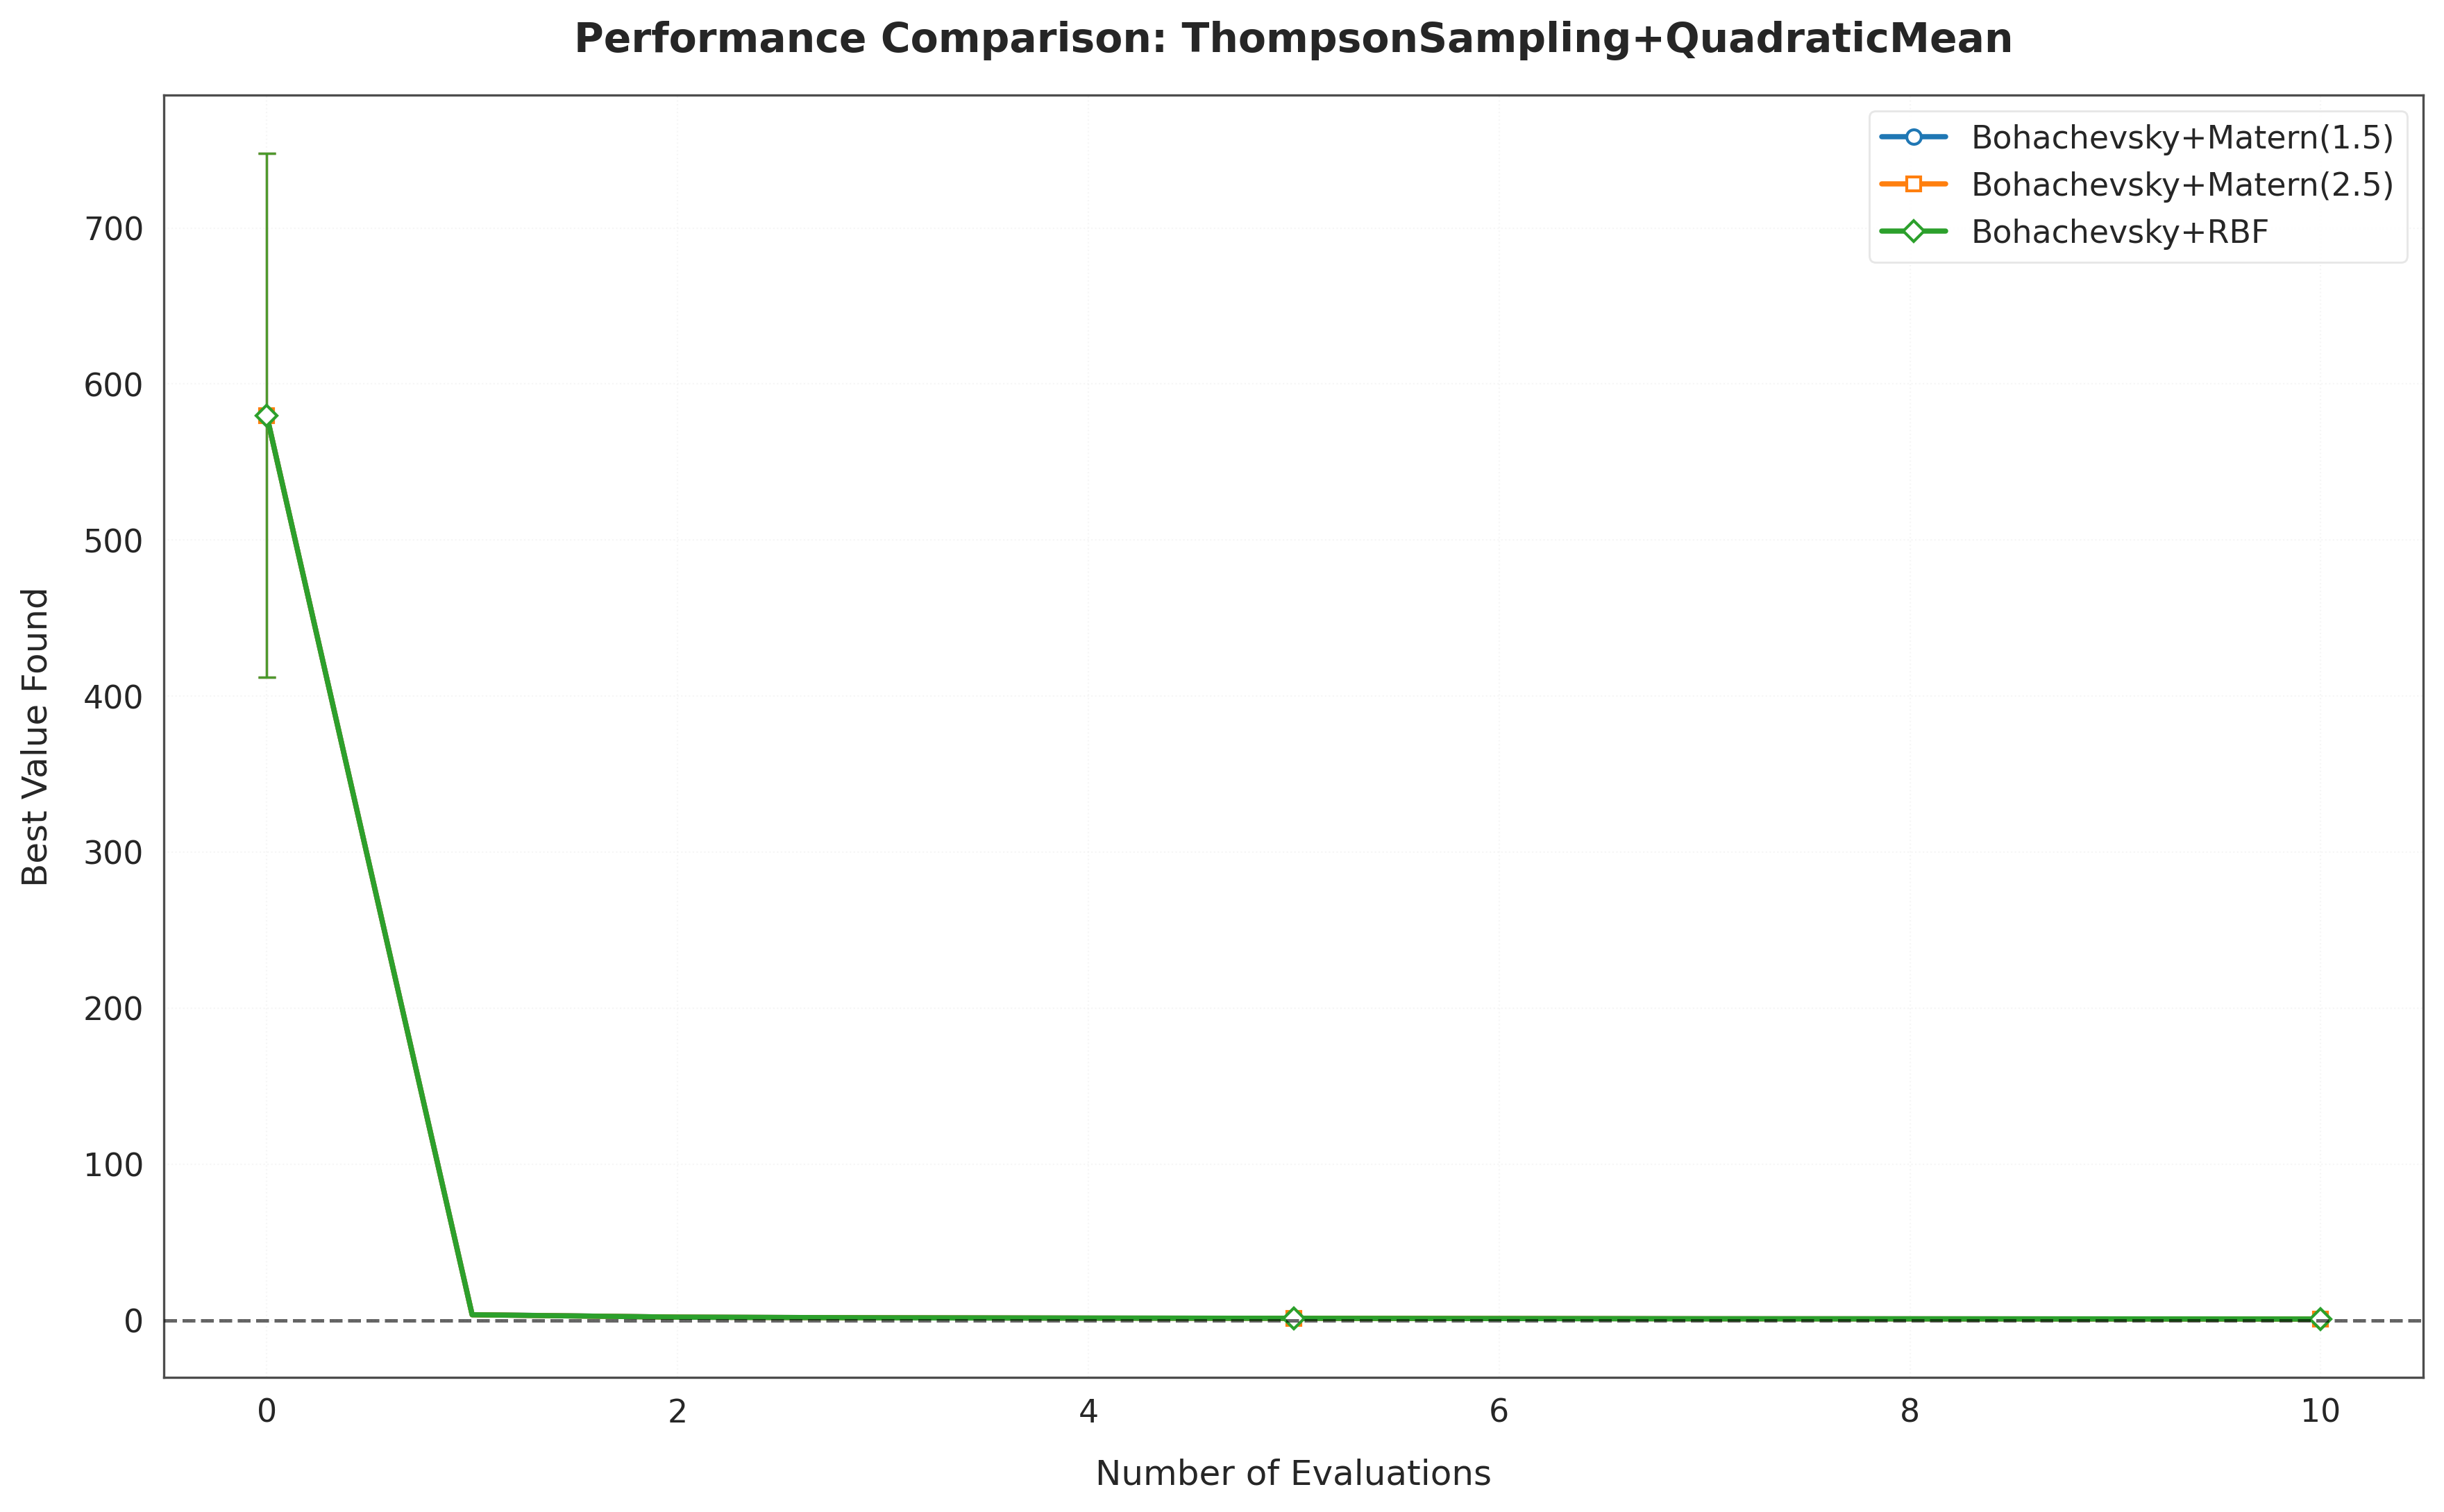 Performance Comparison: ThompsonSampling+QuadraticMean
Bohachevsky+Matern(1.5)
Bohachevsky+Matern(2.5)
Bohachevsky+RBF
Best Value Found
700
600
500
400
300
200
100
0
0 2 4 6 8 10
Number of Evaluations